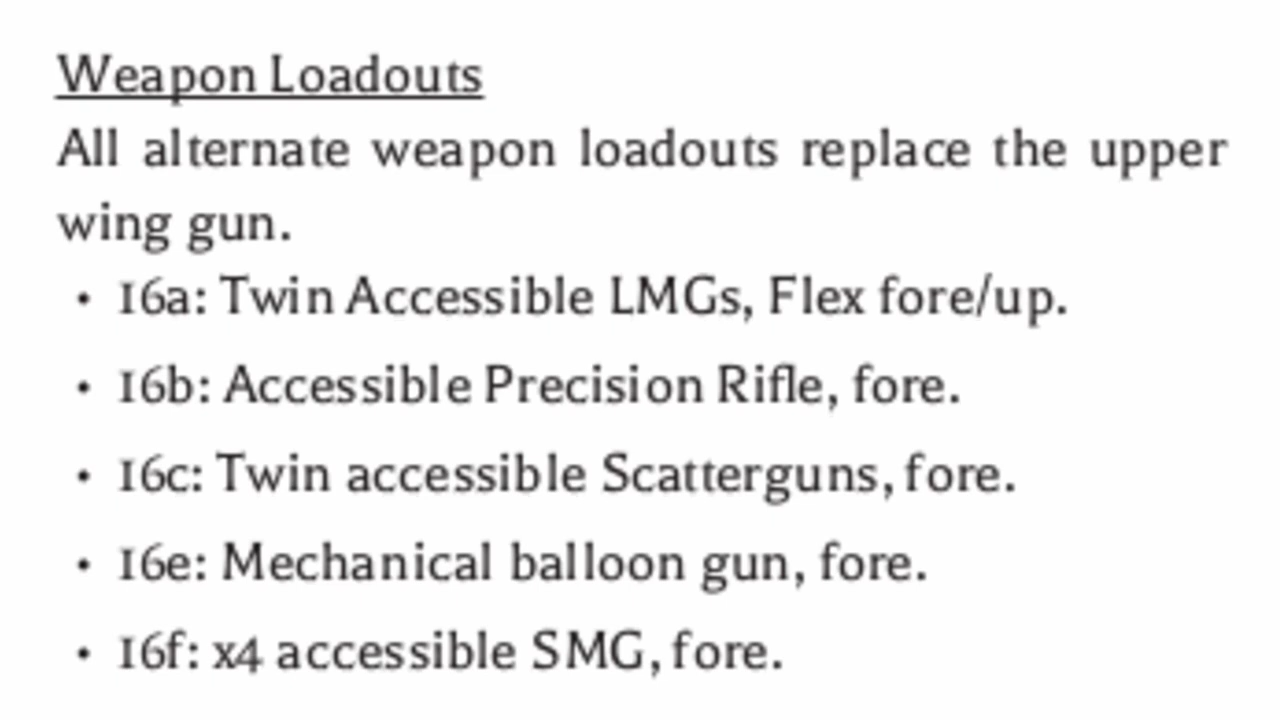 Weapon Loadouts
All alternate weapon loadouts replace the upper
wing gun.
• 16a: Twin Accessible LMGs, Flex fore/up.
• 16b: Accessible Precision Rifle, fore.
• 16c: Twin accessible Scatterguns, fore.
• 16e: Mechanical balloon gun, fore.
• 16f: x4 accessible SMG, fore.